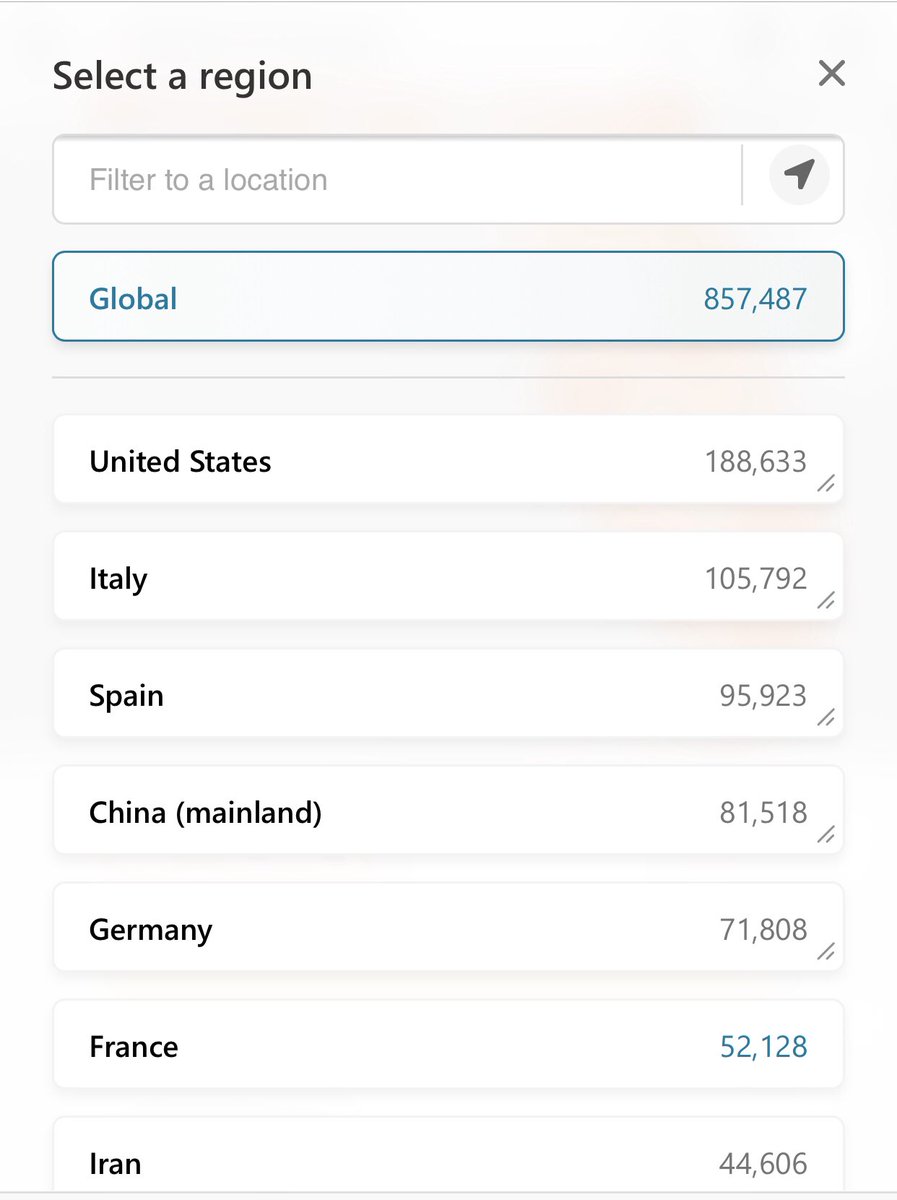 Select a region
Filter to a location
Global 857,487
United States 188,633
Italy 105,792
Spain 95,923
China (mainland) 81,518
Germany 71,808
France 52,128
Iran 44,606